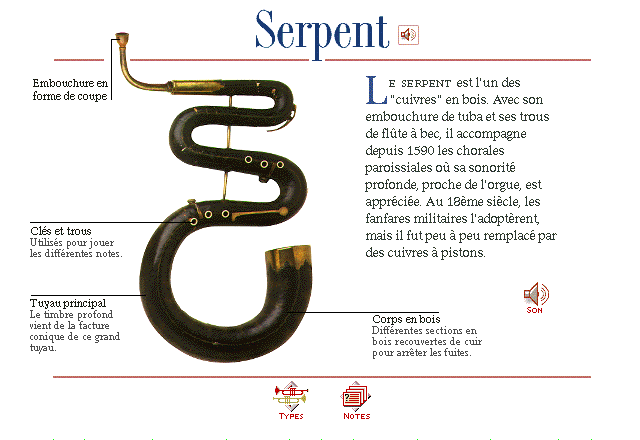 Serpent
Embouchure en
forme de coupe
LE SERPENT est l'un des
"cuivres" en bois. Avec son
embouchure de tuba et ses trous
de flûte à bec, il accompagne
depuis 1590 les chorales
paroissiales où sa sonorité
profonde, proche de l'orgue, est
appréciée. Au 18ème siècle, les
fanfares militaires l'adoptèrent,
mais il fut peu à peu remplacé par
des cuivres à pistons.
Clés et trous
Utilisés pour jouer
les différentes notes.
Tuyau principal
Le timbre profond
vient de la facture
conique de ce grand
tuyau.
SON
Corps en bois
Différentes sections en
bois recouvertes de cuir
pour arrêter les fuites.
TYPES
NOTES